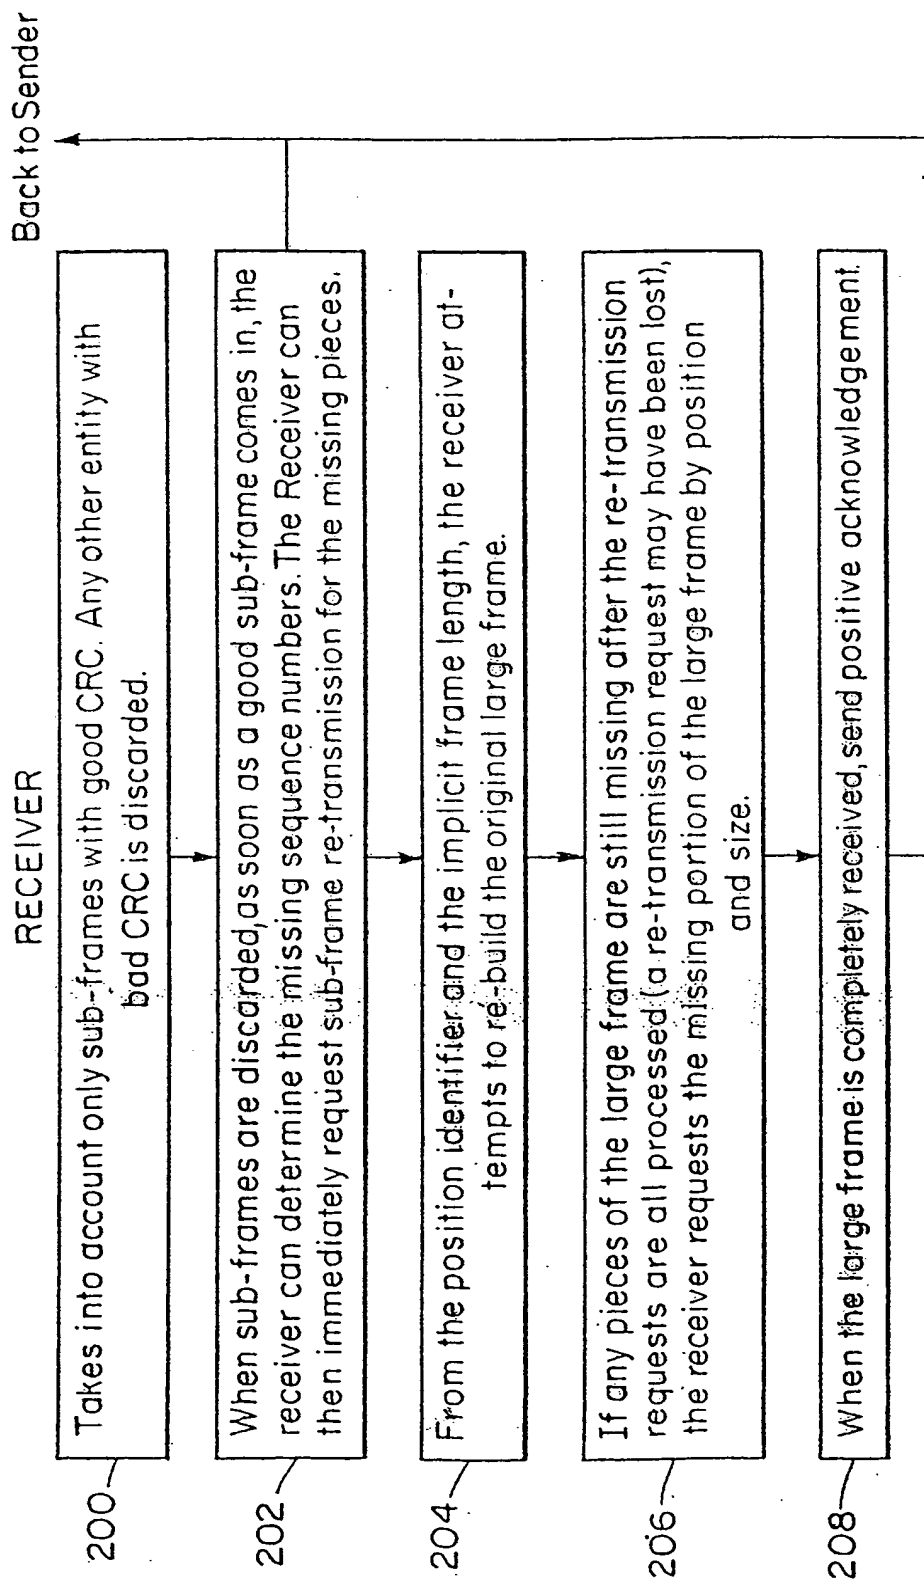 RECEIVER
Back to Sender
200
Takes into account only sub-frames with good CRC. Any other entity with
bad CRC is discarded.
202
When sub-frames are discarded, as soon as a good sub-frame comes in, the
receiver can determine the missing sequence numbers. The Receiver can
then immediately request sub-frame re-transmission for the missing pieces.
204
From the position identifier and the implicit frame length, the receiver at-
tempts to re-build the original large frame.
206
If any pieces of the large frame are still missing after the re-transmission
requests are all processed (a re-transmission request may have been lost),
the receiver requests the missing portion of the large frame by position
and size.
208
When the large frame is completely received, send positive acknowledgement.